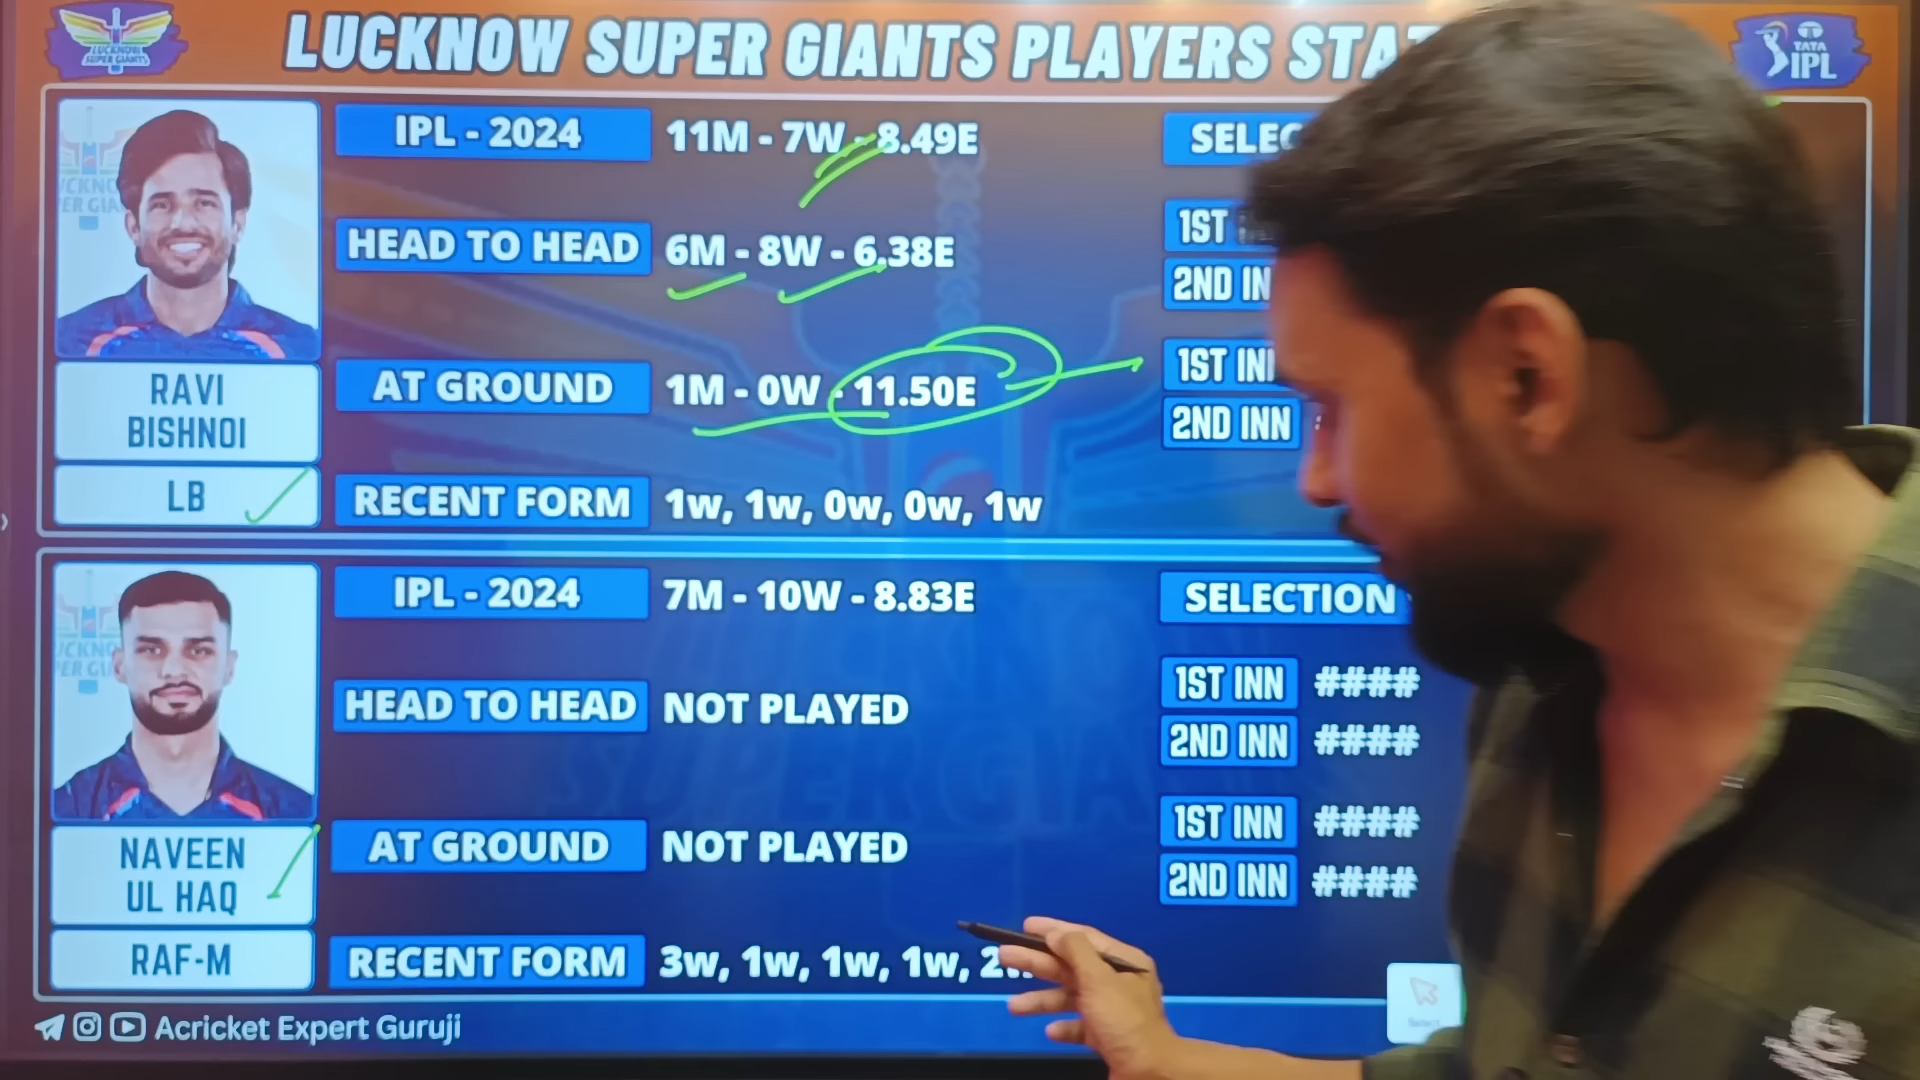 LUCKNOW SUPER GIANTS
LUCKNOW SUPER GIANTS PLAYERS
TATA IPL
IPL - 2024
11M - 7W - 8.49E
HEAD TO HEAD
6M - 8W - 6.38E
1ST
2ND
AT GROUND
1M - 0W - 11.50E
1ST
2ND INN
RAVI
BISHNOI
LB
RECENT FORM
1w, 1w, 0w, 0w, 1w
IPL - 2024
7M - 10W - 8.83E
SELECTION
HEAD TO HEAD
NOT PLAYED
1ST INN ####
2ND INN ####
AT GROUND
NOT PLAYED
1ST INN ####
2ND INN ####
NAVEEN
UL HAQ
RAF-M
RECENT FORM
3w, 1w, 1w, 1w,
Acricket Expert Guruji